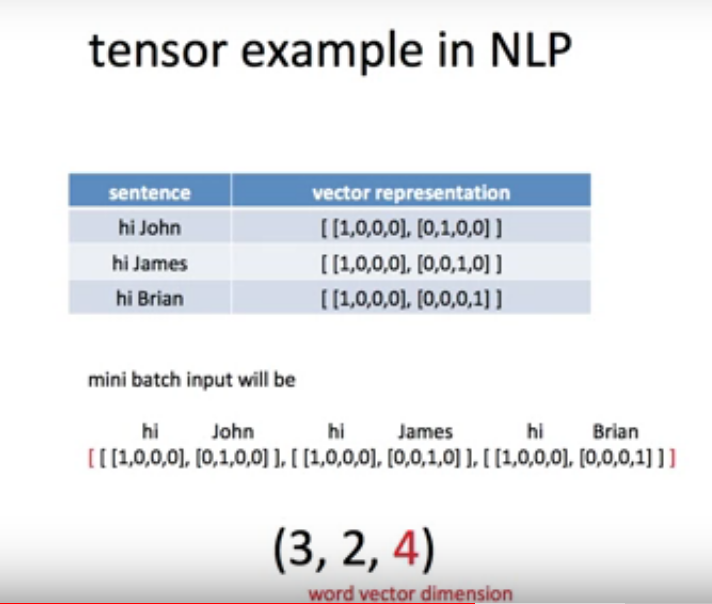 tensor example in NLP
sentence vector representation
hi John [ [1,0,0,0], [0,1,0,0] ]
hi James [ [1,0,0,0], [0,0,1,0] ]
hi Brian [ [1,0,0,0], [0,0,0,1] ]
mini batch input will be
hi John hi James hi Brian
[ [ [1,0,0,0], [0,1,0,0] ], [ [1,0,0,0], [0,0,1,0] ], [ [1,0,0,0], [0,0,0,1] ] ]
(3, 2, 4)
word vector dimension